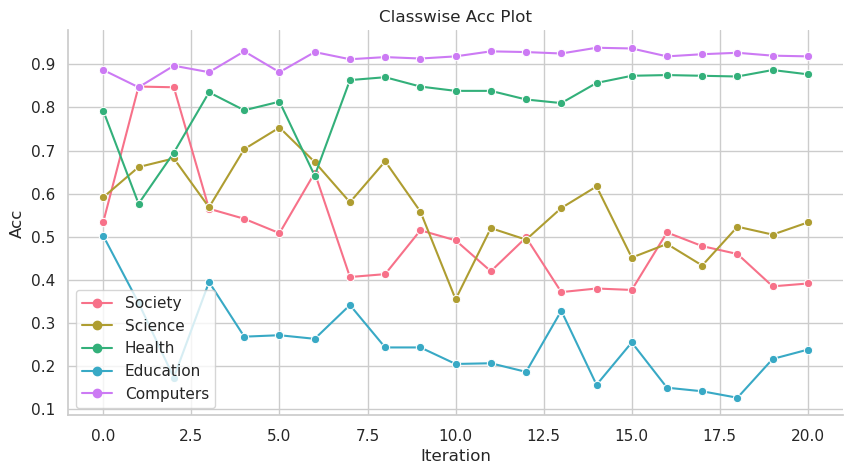 Classwise Acc Plot
Acc
0.9
0.8
0.7
0.6
0.5
0.4
0.3
0.2
0.1
Society
Science
Health
Education
Computers
0.0 2.5 5.0 7.5 10.0 12.5 15.0 17.5 20.0
Iteration